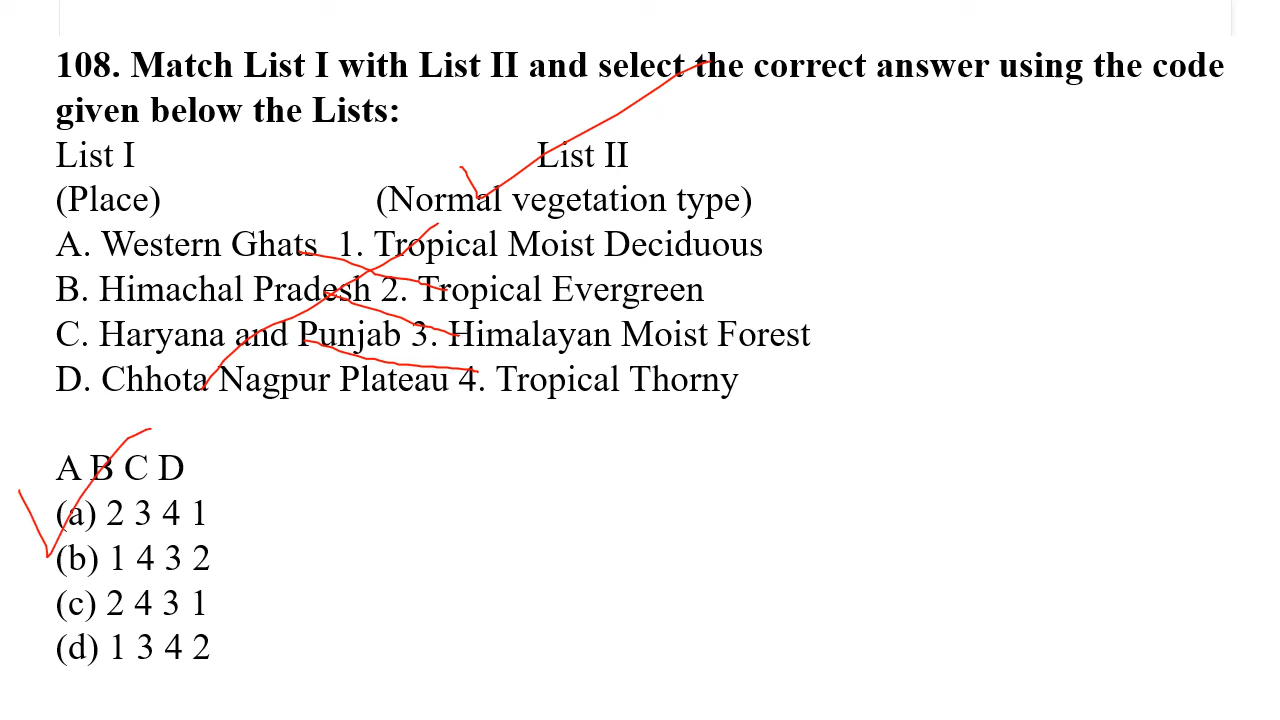 108. Match List I with List II and select the correct answer using the code
given below the Lists:
List I List II
(Place) (Normal vegetation type)
A. Western Ghats 1. Tropical Moist Deciduous
B. Himachal Pradesh 2. Tropical Evergreen
C. Haryana and Punjab 3. Himalayan Moist Forest
D. Chhota Nagpur Plateau 4. Tropical Thorny
A B C D
(a) 2 3 4 1
(b) 1 4 3 2
(c) 2 4 3 1
(d) 1 3 4 2